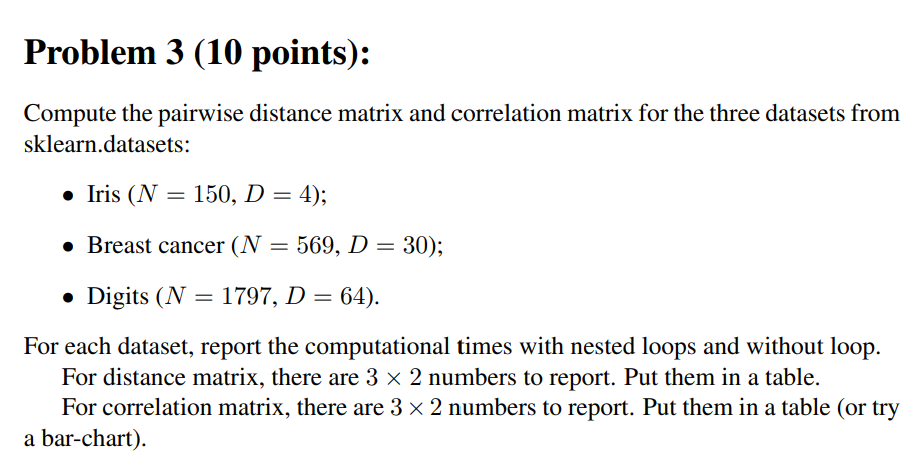 Problem 3 (10 points):
Compute the pairwise distance matrix and correlation matrix for the three datasets from
sklearn.datasets:
• Iris (N = 150, D = 4);
• Breast cancer (N = 569, D = 30);
• Digits (N = 1797, D = 64).
For each dataset, report the computational times with nested loops and without loop.
For distance matrix, there are 3 × 2 numbers to report. Put them in a table.
For correlation matrix, there are 3 × 2 numbers to report. Put them in a table (or try
a bar-chart).